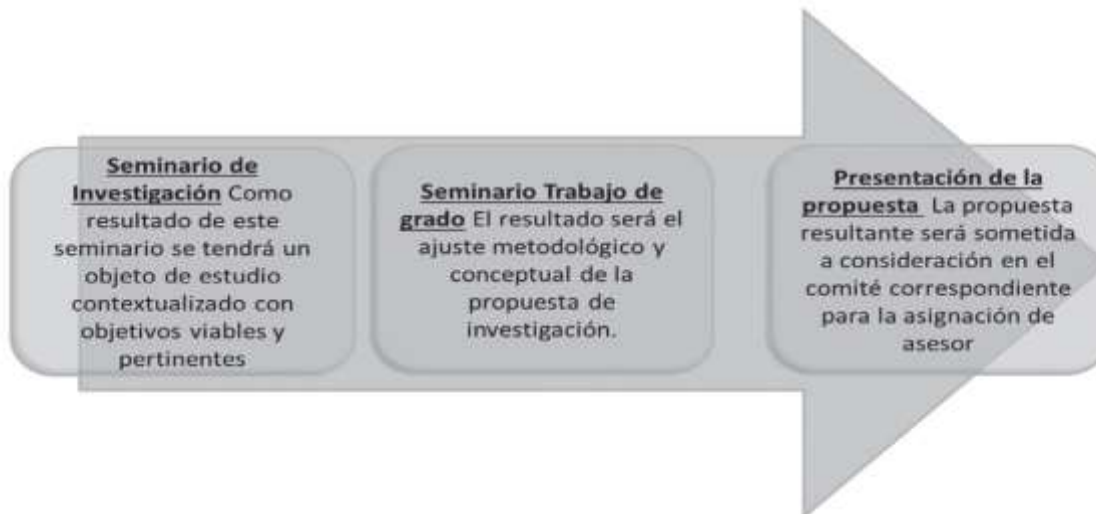 Seminario de
Investigación Como
resultado de este
seminario se tendrá un
objeto de estudio
contextualizado con
objetivos viables y
pertinentes
Seminario Trabajo de
grado El resultado será el
ajuste metodológico y
conceptual de la
propuesta de
investigación.
Presentación de la
propuesta La propuesta
resultante será sometida
a consideración en el
comité correspondiente
para la asignación de
asesor